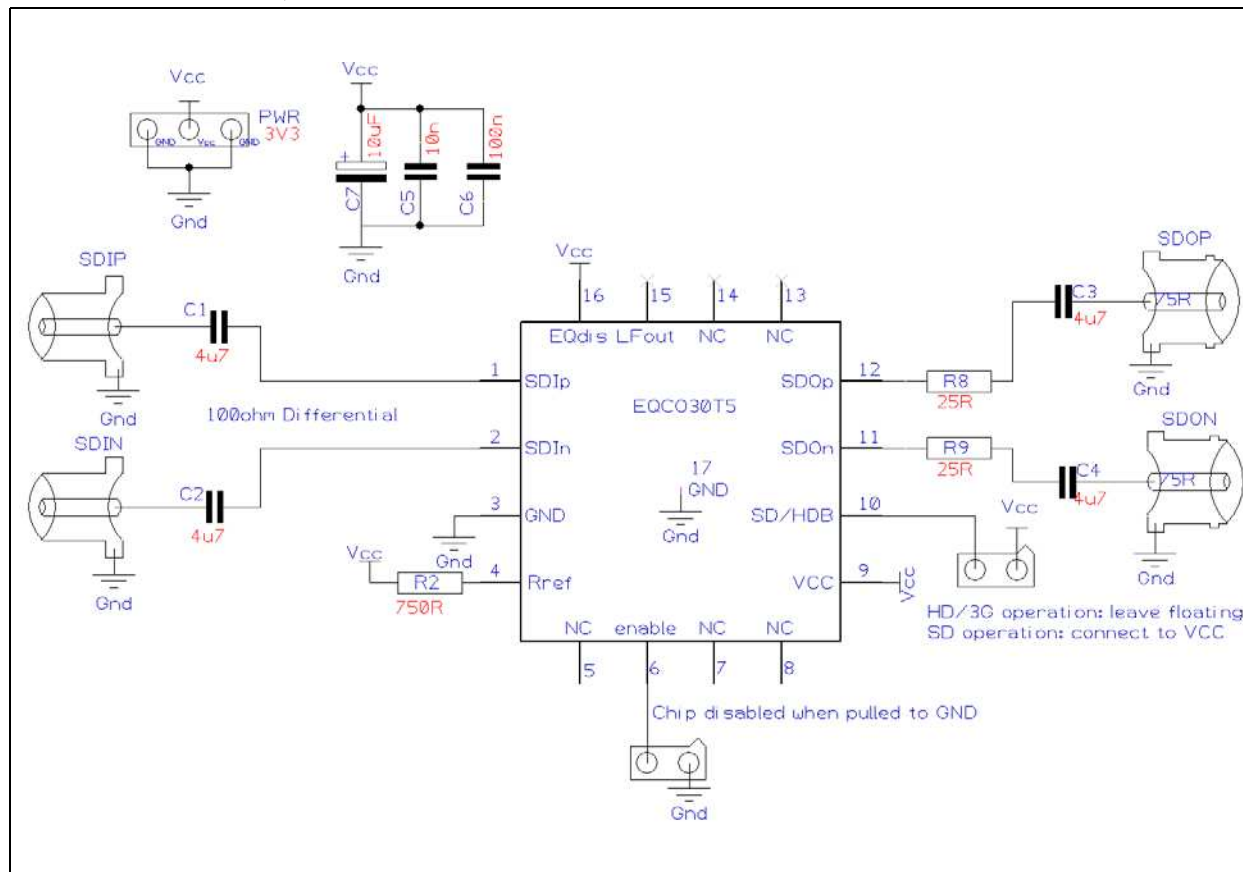 Vcc
PWR
3V3
GND Vcc GND
Gnd
Vcc
10uF
10n
100n
+
C7
C5
C6
Gnd
SDIP
C1
4u7
Gnd
100ohm Differential
SDIN
C2
4u7
Gnd
Vcc
16
15
14
13
EQdis LFout NC NC
1
SDIp
EQCO30T5
2
SDIn
3
GND
Gnd
Vcc
R2
750R
4
Rref
17
GND
Gnd
12
SDOp
R8
25R
11
SDOn
R9
25R
10
SD/HDB
9
VCC
Vcc
NC enable NC NC
5
6
7
8
SDOP
C3
4u7
75R
Gnd
SDON
C4
4u7
75R
Gnd
Vcc
HD/3G operation: leave floating
SD operation: connect to VCC
Chip disabled when pulled to GND
Gnd